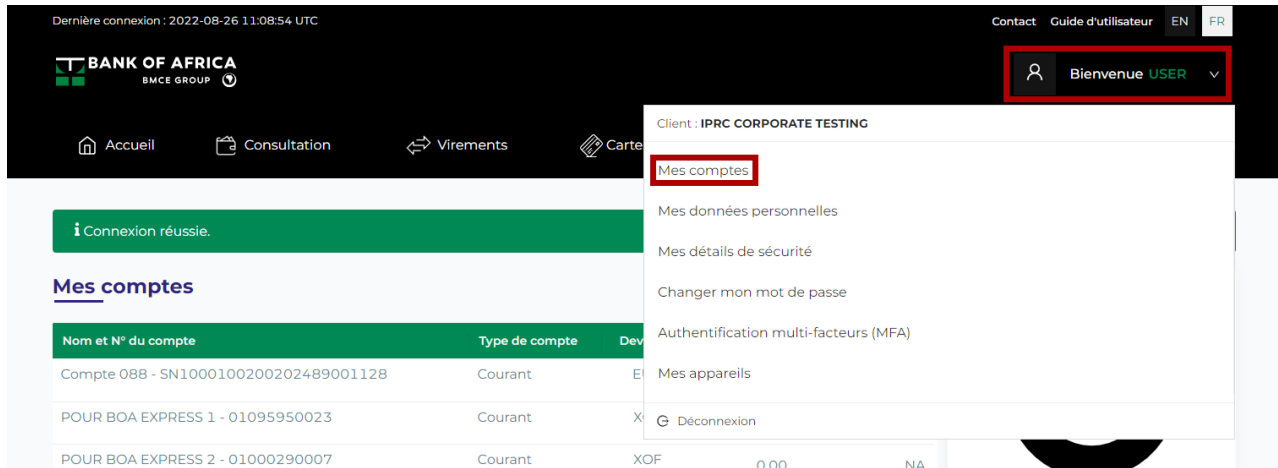 Dernière connexion : 2022-08-26 11:08:54 UTC
Contact Guide d'utilisateur EN FR
BANK OF AFRICA
BMCE GROUP
Bienvenue USER
Accueil Consultation Virements Carte
Client : IPRC CORPORATE TESTING
Mes comptes
Mes données personnelles
Mes détails de sécurité
Changer mon mot de passe
Authentification multi-facteurs (MFA)
Mes appareils
Déconnexion
Connexion réussie.
Mes comptes
Nom et N° du compte Type de compte
Compte 088 - SN1000100200202489001128 Courant
POUR BOA EXPRESS 1 - 01095950023 Courant
POUR BOA EXPRESS 2 - 01000290007 Courant XOF 0.00 NA